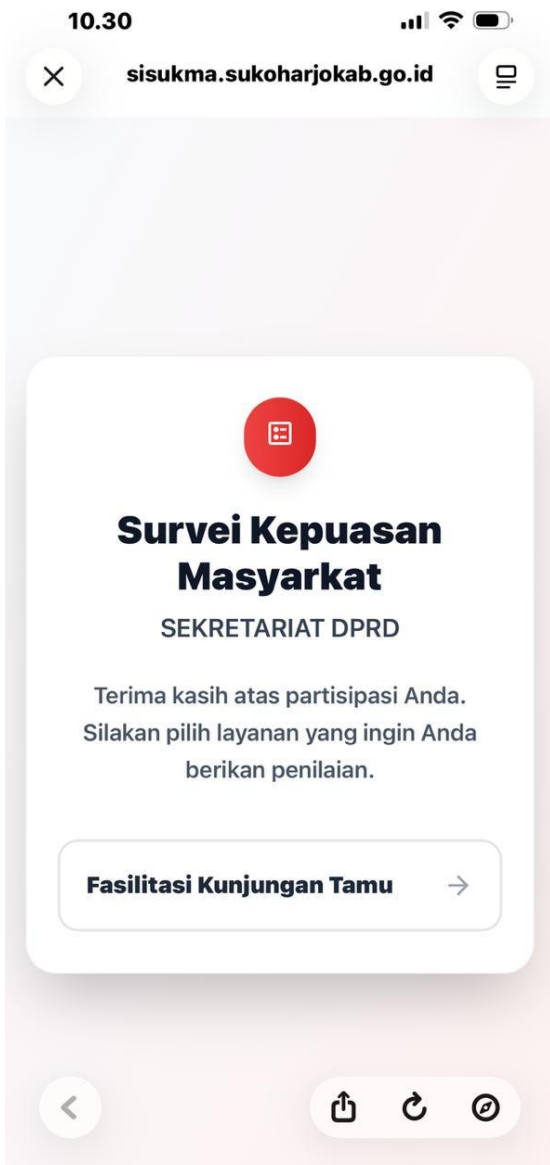 10.30
sisukma.sukoharjokab.go.id
Survei Kepuasan
Masyarkat
SEKRETARIAT DPRD
Terima kasih atas partisipasi Anda.
Silakan pilih layanan yang ingin Anda
berikan penilaian.
Fasilitasi Kunjungan Tamu